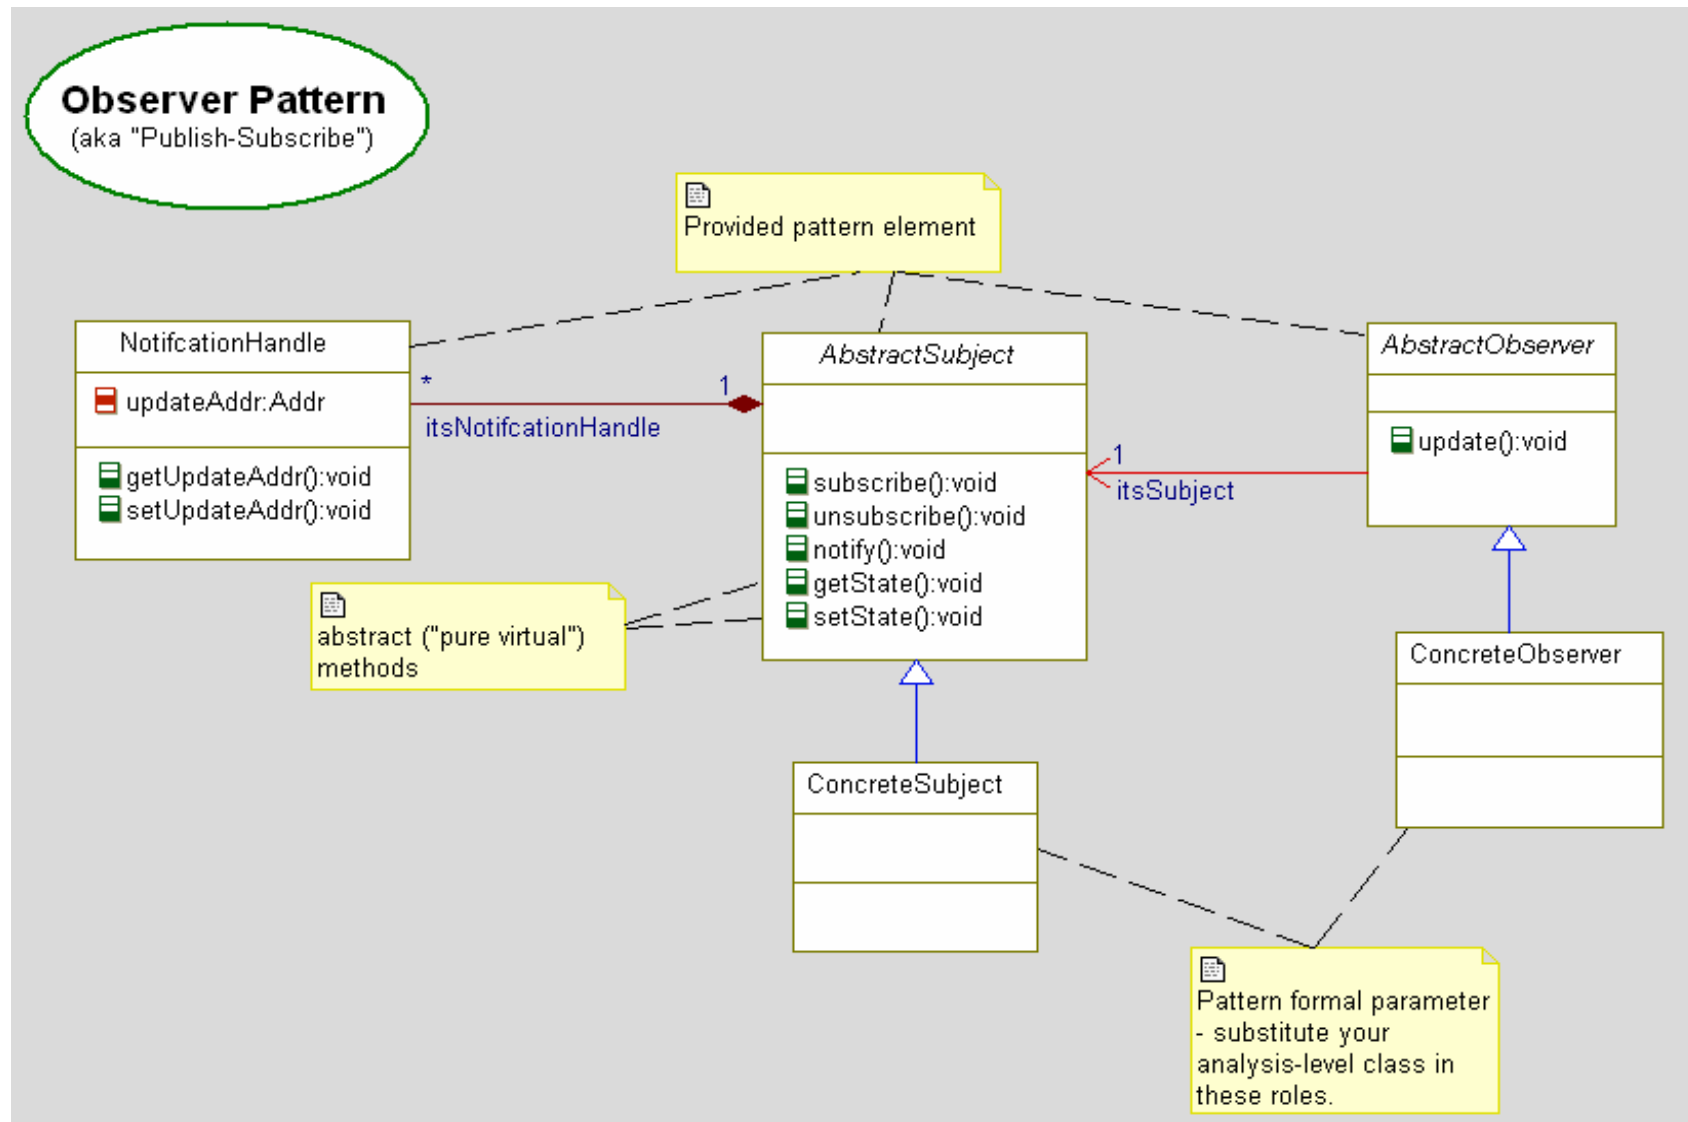 Observer Pattern
(aka "Publish-Subscribe")
Provided pattern element
NotifcationHandle
updateAddr:Addr
getUpdateAddr():void
setUpdateAddr():void
*
1
itsNotifcationHandle
AbstractSubject
subscribe():void
unsubscribe():void
notify():void
getState():void
setState():void
1
itsSubject
AbstractObserver
update():void
abstract ("pure virtual")
methods
ConcreteObserver
ConcreteSubject
Pattern formal parameter
- substitute your
analysis-level class in
these roles.